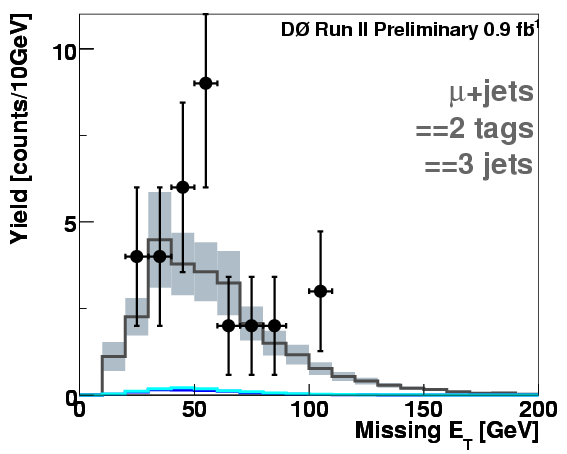 DØ Run II Preliminary 0.9 fb⁻¹
μ+jets
==2 tags
==3 jets
Yield [counts/10GeV]
10
5
0
0 50 100 150 200
Missing E_T [GeV]